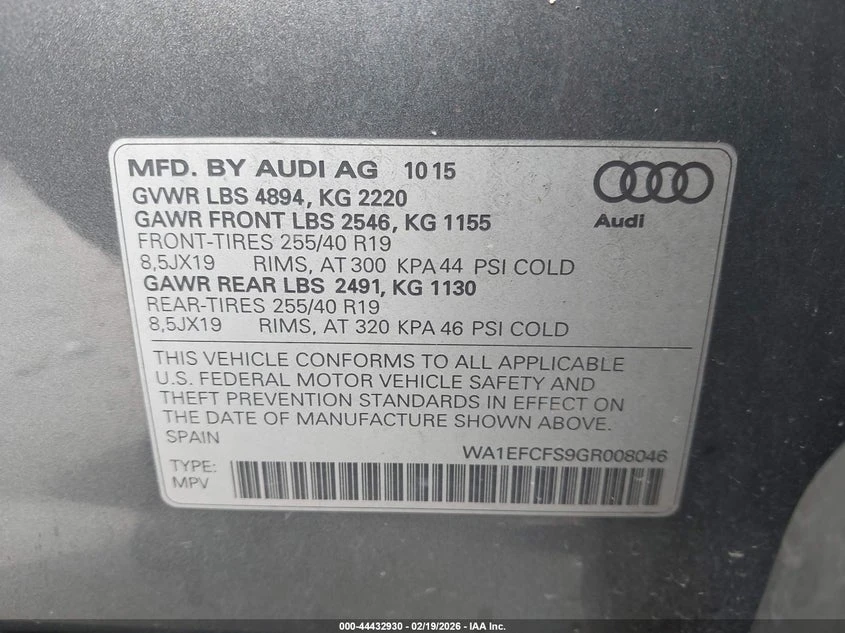 MFD. BY AUDI AG 10 15
GVWR LBS 4894, KG 2220
GAWR FRONT LBS 2546, KG 1155
FRONT-TIRES 255/40 R19
8,5JX19 RIMS, AT 300 KPA 44 PSI COLD
GAWR REAR LBS 2491, KG 1130
REAR-TIRES 255/40 R19
8,5JX19 RIMS, AT 320 KPA 46 PSI COLD
Audi
THIS VEHICLE CONFORMS TO ALL APPLICABLE
U.S. FEDERAL MOTOR VEHICLE SAFETY AND
THEFT PREVENTION STANDARDS IN EFFECT ON
THE DATE OF MANUFACTURE SHOWN ABOVE.
SPAIN
WA1EFCFS9GR008046
TYPE:
MPV
000-44432930 - 02/19/2026 - IAA Inc.